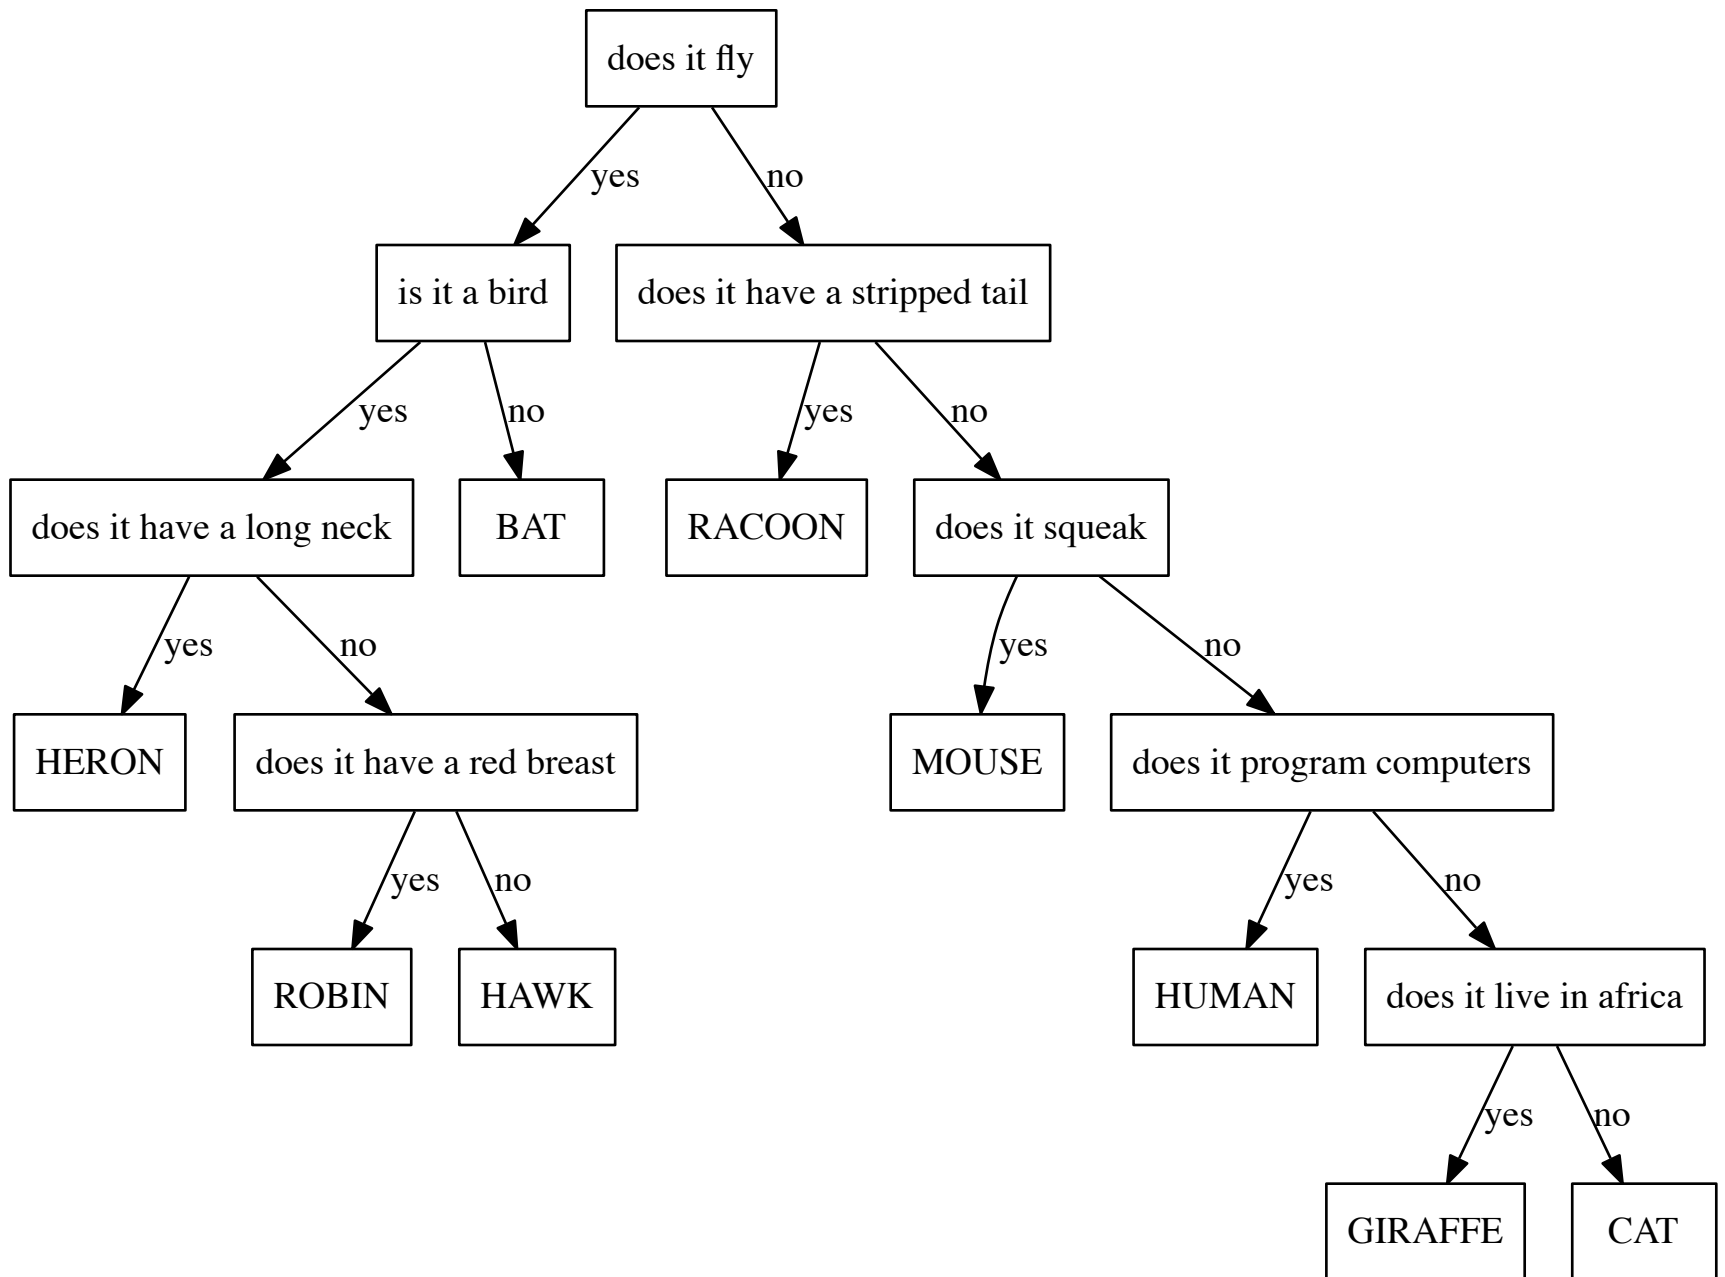 does it fly
yes
no
is it a bird
does it have a stripped tail
yes
no
yes
no
does it have a long neck
BAT
RACOON
does it squeak
yes
no
yes
no
HERON
does it have a red breast
MOUSE
does it program computers
yes
no
yes
no
ROBIN
HAWK
HUMAN
does it live in africa
yes
no
GIRAFFE
CAT